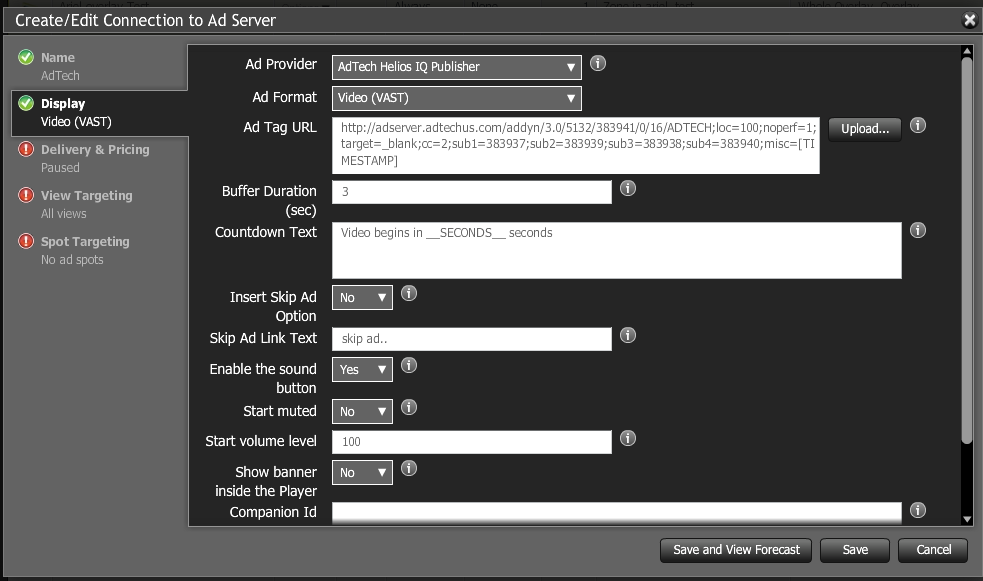 Create/Edit Connection to Ad Server
Name
AdTech
Display
Video (VAST)
Delivery & Pricing
Paused
View Targeting
All views
Spot Targeting
No ad spots
Ad Provider
AdTech Helios IQ Publisher
Ad Format
Video (VAST)
Ad Tag URL
http://adserver.adtechus.com/addyn/3.0/5132/383941/0/16/ADTECH;loc=100;noperf=1;
target=_blank;cc=2;sub1=383937;sub2=383939;sub3=383938;sub4=383940;misc=[TI
MESTAMP]
Upload...
Buffer Duration
(sec)
3
Countdown Text
Video begins in __SECONDS__ seconds
Insert Skip Ad
Option
No
Skip Ad Link Text
skip ad..
Enable the sound
button
Yes
Start muted
No
Start volume level
100
Show banner
inside the Player
No
Companion Id
Save and View Forecast
Save
Cancel